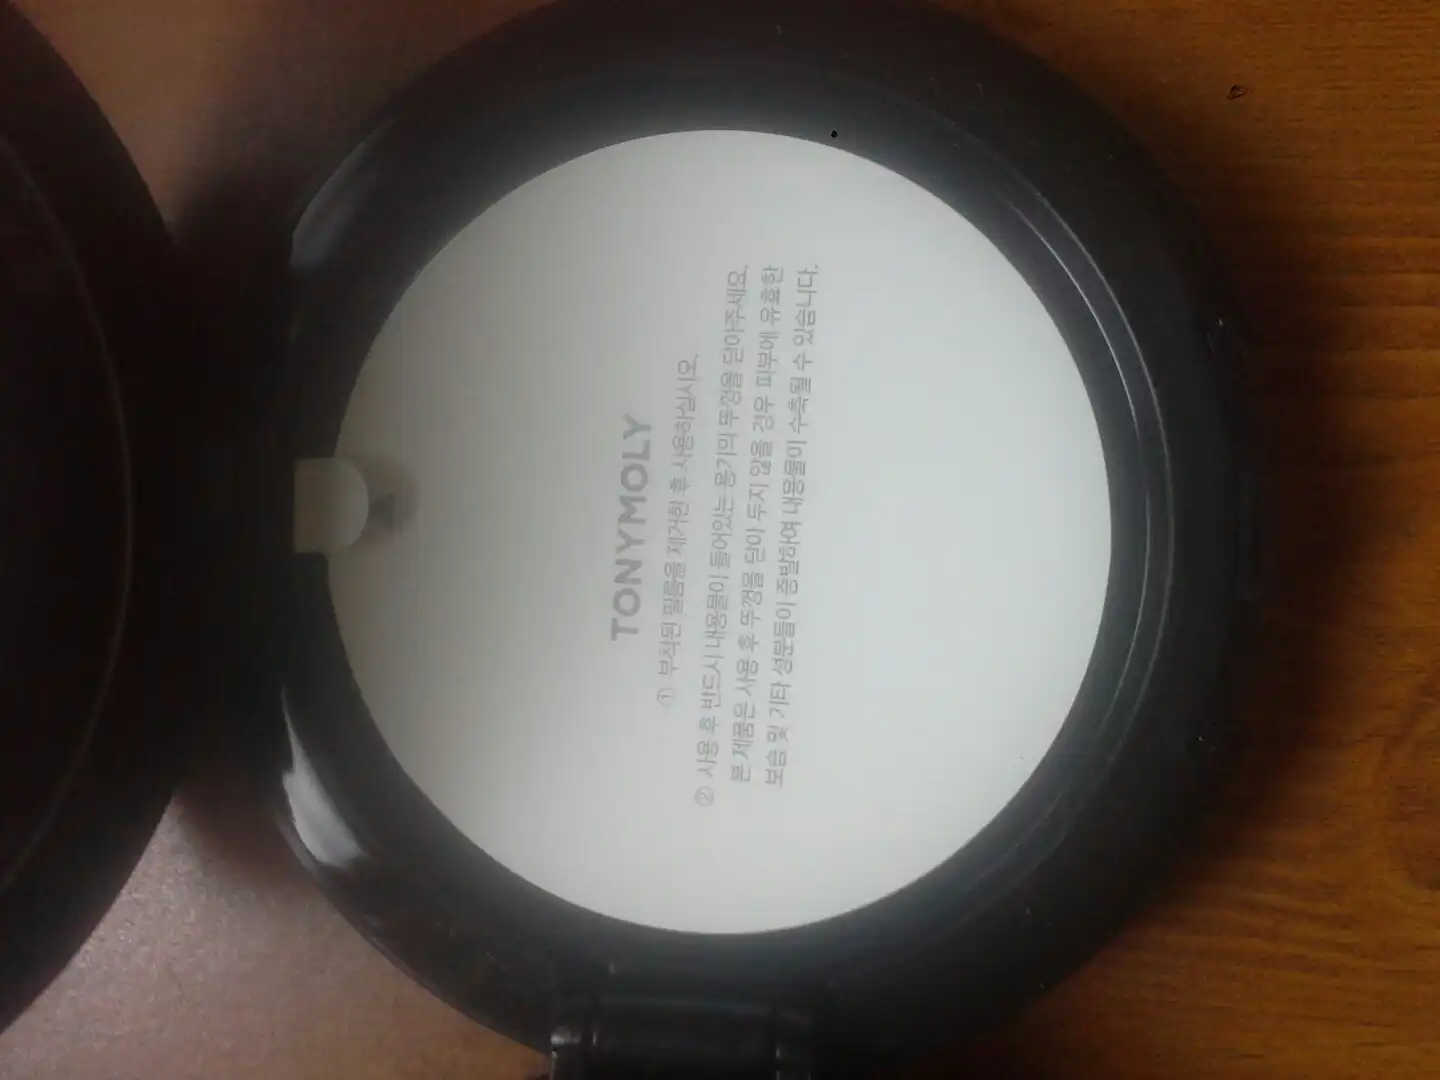 TONYMOLY
① 부착된 필름을 제거한 후 사용하십시오.
② 사용 후 반드시 내용물이 들어있는 용기의 뚜껑을 닫아주세요.
본 제품은 사용 후 뚜껑을 닫아 두지 않을 경우 피부에 유효한
보습 및 기타 성분들이 증발하여 내용물이 수축될 수 있습니다.